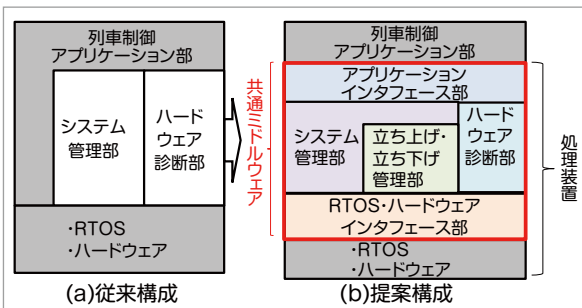 列車制御
アプリケーション部
システム
管理部
ハード
ウェア
診断部
・RTOS
・ハードウェア
(a)従来構成
共通ミドルウェア
列車制御
アプリケーション部
アプリケーション
インタフェース部
システム
管理部
立ち上げ・
立ち下げ
管理部
ハード
ウェア
診断部
RTOS・ハードウェア
インタフェース部
・RTOS
・ハードウェア
処理装置
(b)提案構成